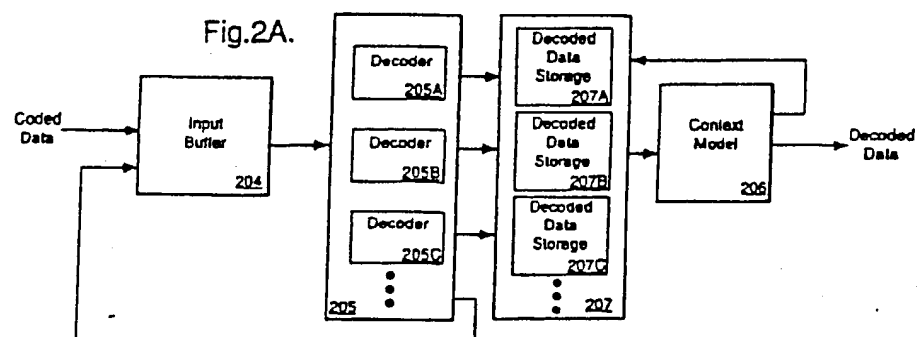 Fig.2A.
Coded
Data
Input
Buffer
204
Decoder
205A
Decoder
205B
Decoder
205C
205
Decoded
Data
Storage
207A
Decoded
Data
Storage
207B
Decoded
Data
Storage
207C
207
Context
Model
206
Decoded
Data